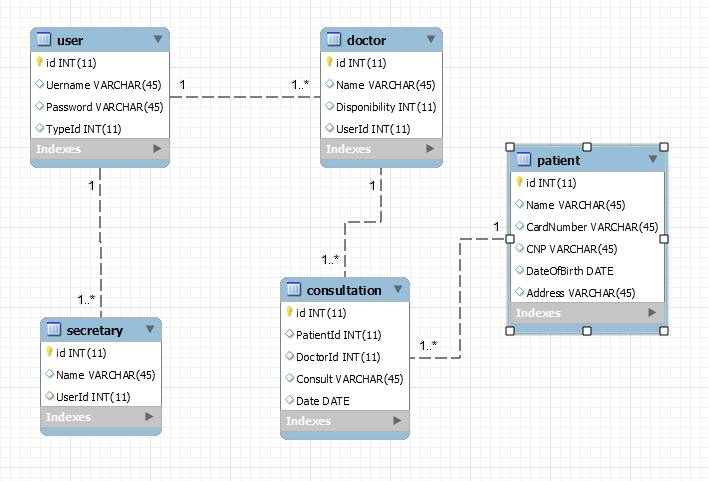 user
id INT(11)
Uername VARCHAR(45)
Password VARCHAR(45)
TypeId INT(11)
Indexes
1
1..*
doctor
id INT(11)
Name VARCHAR(45)
Disponibility INT(11)
UserId INT(11)
Indexes
1
1..*
secretary
id INT(11)
Name VARCHAR(45)
UserId INT(11)
Indexes
1
1..*
consultation
id INT(11)
PatientId INT(11)
DoctorId INT(11)
Consult VARCHAR(45)
Date DATE
Indexes
1..*
1
patient
id INT(11)
Name VARCHAR(45)
CardNumber VARCHAR(45)
CNP VARCHAR(45)
DateOfBirth DATE
Address VARCHAR(45)
Indexes